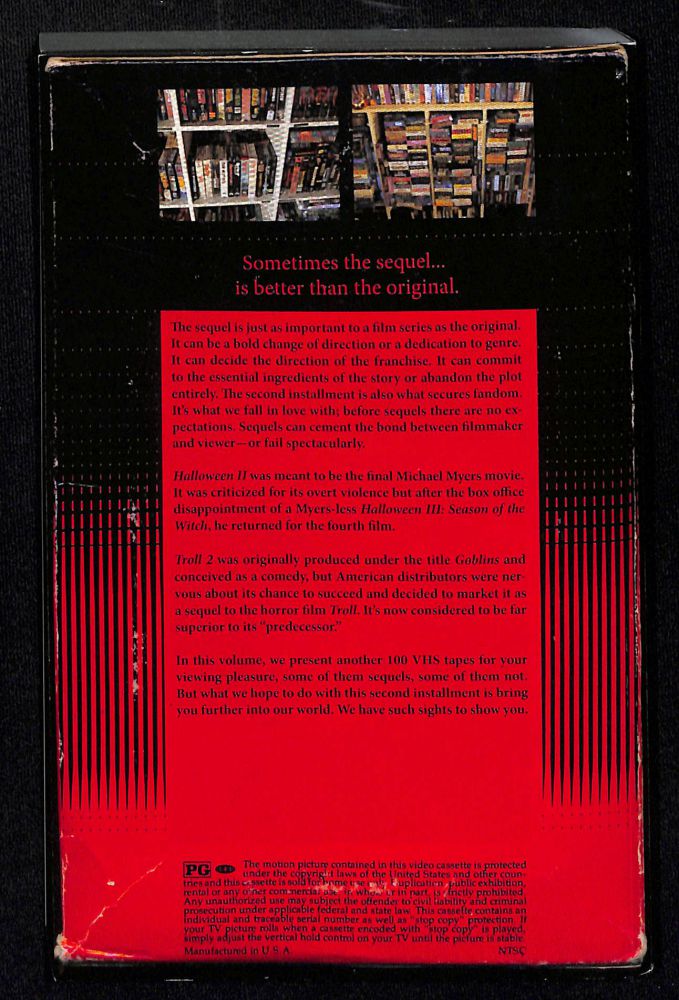 Sometimes the sequel...
is better than the original.
The sequel is just as important to a film series as the original.
It can be a bold change of direction or a dedication to genre.
It can decide the direction of the franchise. It can commit
to the essential ingredients of the story or abandon the plot
entirely. The second installment is also what secures fandom.
It's what we fall in love with; before sequels there are no ex-
pectations. Sequels can cement the bond between filmmaker
and viewer—or fail spectacularly.
Halloween II was meant to be the final Michael Myers movie.
It was criticized for its overt violence but after the box office
disappointment of a Myers-less Halloween III: Season of the
Witch, he returned for the fourth film.
Troll 2 was originally produced under the title Goblins and
conceived as a comedy, but American distributors were ner-
vous about its chance to succeed and decided to market it as
a sequel to the horror film Troll. It's now considered to be far
superior to its "predecessor."
In this volume, we present another 100 VHS tapes for your
viewing pleasure, some of them sequels, some of them not.
But what we hope to do with this second installment is bring
you further into our world. We have such sights to show you.
PG
The motion picture contained in this video cassette is protected
under the copyright laws of the United States and other coun-
tries and this cassette is sold for home use only. Duplication, public exhibition,
rental or any other commercial use in whole or in part, is strictly prohibited.
Any unauthorized use may subject the offender to civil liability and criminal
prosecution under applicable federal and state law. This cassette contains an
individual and traceable serial number as well as "stop copy" protection. If
your TV picture rolls when a cassette encoded with "stop copy" is played,
simply adjust the vertical hold control on your TV until the picture is stable.
Manufactured in U.S.A.
NTSC